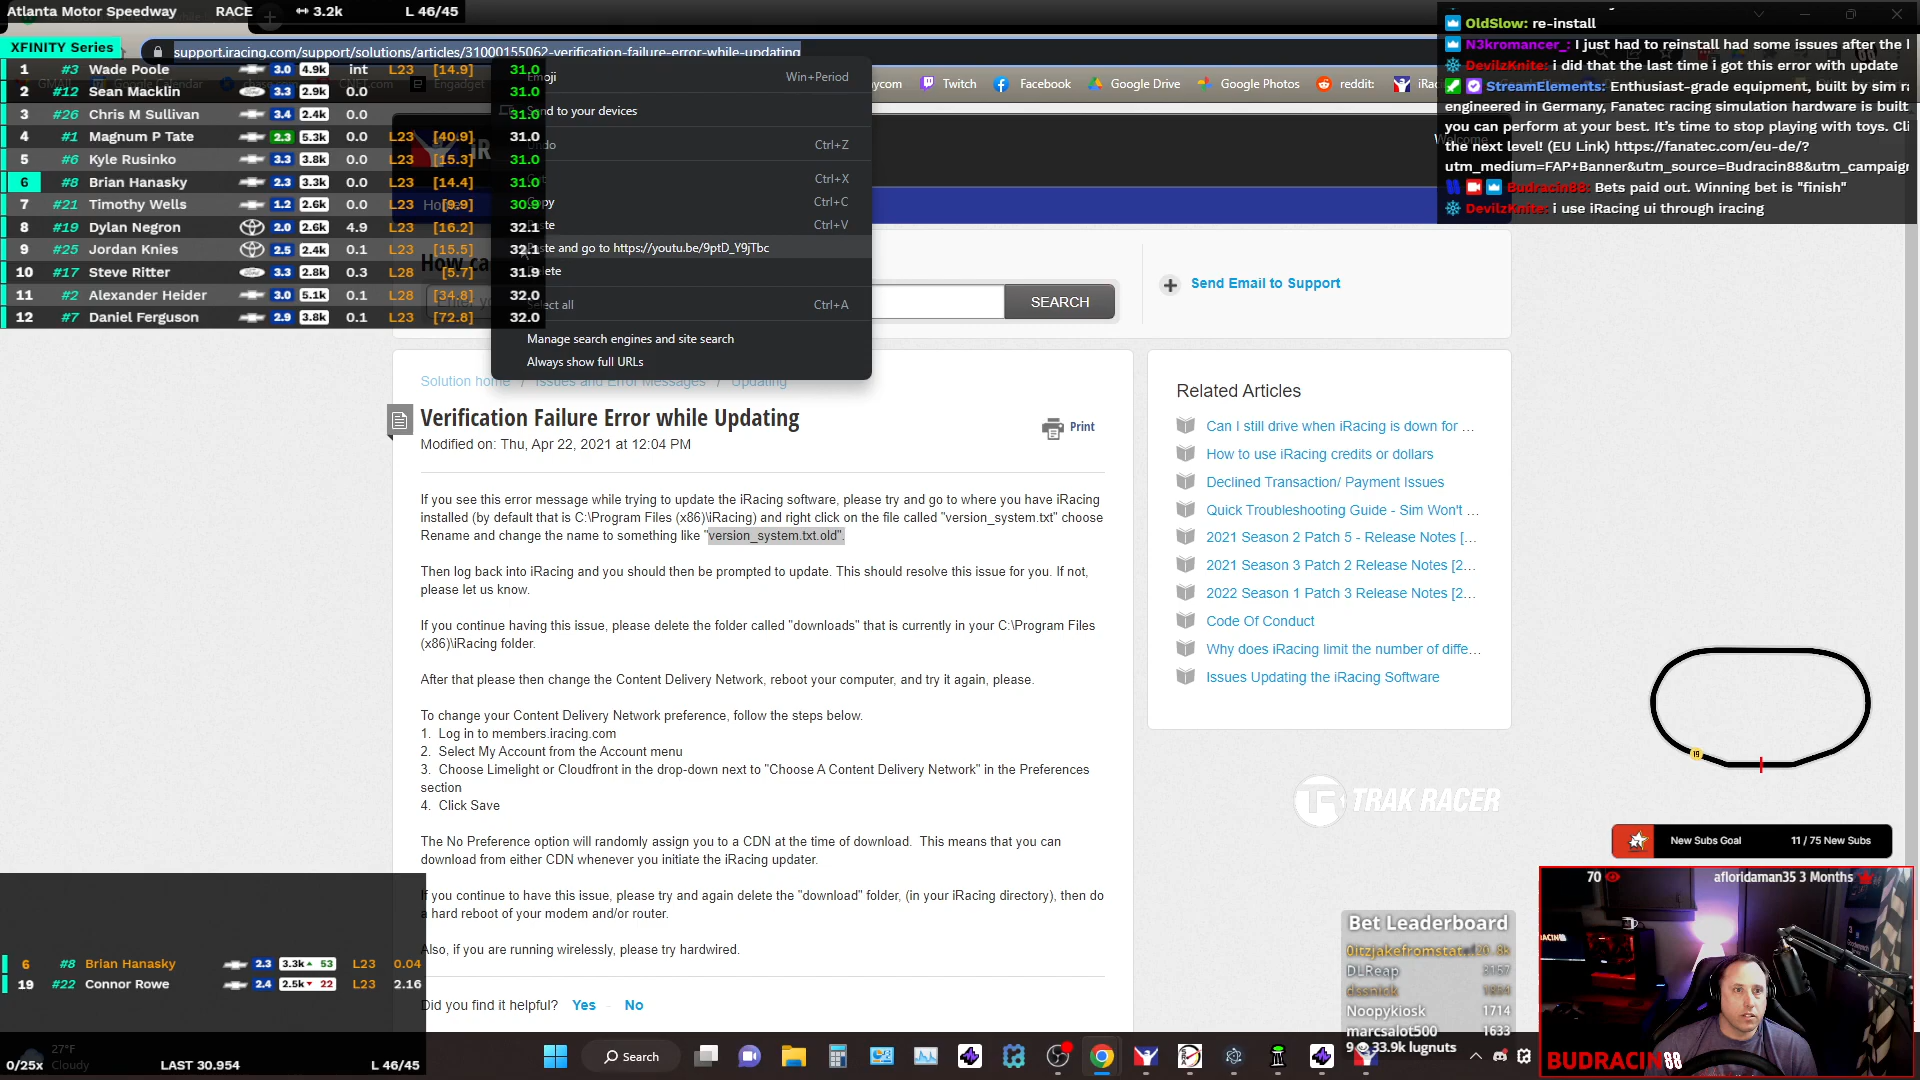 Atlanta Motor Speedway RACE 3.2k L 46/45
XFINITY Series
support.iracing.com/support/solutions/articles/31000155062-verification-failure-error-while-updating
1 #3 Wade Poole 3.0 4.9k int L23 [14.9] 31.0
2 #12 Sean Macklin 3.3 2.9k 0.0 31.0
3 #26 Chris M Sullivan 3.4 2.4k 0.0 31.0
4 #1 Magnum P Tate 2.3 5.3k 0.0 L23 [40.9] 31.0
5 #6 Kyle Rusinko 3.3 3.8k 0.0 L23 [15.3] 31.0
6 #8 Brian Hanasky 2.3 3.3k 0.0 L23 [14.4] 31.0
7 #21 Timothy Wells 1.2 2.6k 0.0 L23 [9.9] 30.9
8 #19 Dylan Negron 2.0 2.6k 4.9 L23 [16.2] 32.1
9 #25 Jordan Knies 2.5 2.4k 0.1 L23 [15.5] 32.1
10 #17 Steve Ritter 3.3 2.8k 0.3 L28 [5.7] 31.9
11 #2 Alexander Heider 3.0 5.1k 0.1 L28 [34.8] 32.0
12 #7 Daniel Ferguson 2.9 3.8k 0.1 L23 [72.8] 32.0
Emoji Win+Period
Send to your devices
Undo Ctrl+Z
Cut Ctrl+X
Copy Ctrl+C
Paste Ctrl+V
Paste and go to https://youtu.be/9ptD_Y9jTbc
Delete
Select all Ctrl+A
Manage search engines and site search
Always show full URLs
Twitch Facebook Google Drive Google Photos reddit:
OldSlow: re-install
N3kromancer_: I just had to reinstall had some issues after the
DevilzKnite: i did that the last time i got this error with update
StreamElements: Enthusiast-grade equipment, built by sim
engineered in Germany, Fanatec racing simulation hardware is built
you can perform at your best. It's time to stop playing with toys.
the next level! (EU Link) https://fanatec.com/eu-de/?
utm_medium=FAP+Banner&utm_source=Budracin88&utm_campaign
Budracin88: Bets paid out. Winning bet is "finish"
DevilzKnite: i use iRacing ui through iracing
SEARCH
Send Email to Support
Solution home / Issues and Error Messages / Updating
Verification Failure Error while Updating
Modified on: Thu, Apr 22, 2021 at 12:04 PM
Print
If you see this error message while trying to update the iRacing software, please try and go to where you have iRacing
installed (by default that is C:\Program Files (x86)\iRacing) and right click on the file called "version_system.txt" choose
Rename and change the name to something like "version_system.txt.old".
Then log back into iRacing and you should then be prompted to update. This should resolve this issue for you. If not,
please let us know.
If you continue having this issue, please delete the folder called "downloads" that is currently in your C:\Program Files
(x86)\iRacing folder.
After that please then change the Content Delivery Network, reboot your computer, and try it again, please.
To change your Content Delivery Network preference, follow the steps below.
1. Log in to members.iracing.com
2. Select My Account from the Account menu
3. Choose Limelight or Cloudfront in the drop-down next to "Choose A Content Delivery Network" in the Preferences
section
4. Click Save
The No Preference option will randomly assign you to a CDN at the time of download. This means that you can
download from either CDN whenever you initiate the iRacing updater.
If you continue to have this issue, please try and again delete the "download" folder, (in your iRacing directory), then do
a hard reboot of your modem and/or router.
Also, if you are running wirelessly, please try hardwired.
Did you find it helpful? Yes No
Related Articles
Can I still drive when iRacing is down for ...
How to use iRacing credits or dollars
Declined Transaction/ Payment Issues
Quick Troubleshooting Guide - Sim Won't ...
2021 Season 2 Patch 5 - Release Notes [...
2021 Season 3 Patch 2 Release Notes [2...
2022 Season 1 Patch 3 Release Notes [2...
Code Of Conduct
Why does iRacing limit the number of diffe...
Issues Updating the iRacing Software
19
TRAK RACER
New Subs Goal 11 / 75 New Subs
70 afloridaman35 3 Months
Bet Leaderboard
DLReap 3157
Noopykiosk 1714
marcsalot500 1633
9 33.9k lugnuts
BUDRACIN88
6 #8 Brian Hanasky 2.3 3.3k 53 L23 0.04
19 #22 Connor Rowe 2.4 2.5k 22 L23 2.16
27°F
Cloudy
0/25x LAST 30.954 L 46/45
Search